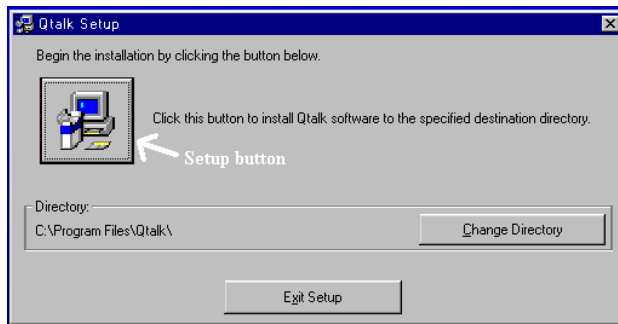 Qtalk Setup
Begin the installation by clicking the button below.
Click this button to install Qtalk software to the specified destination directory.
Setup button
Directory:
C:\Program Files\Qtalk\
Change Directory
Exit Setup